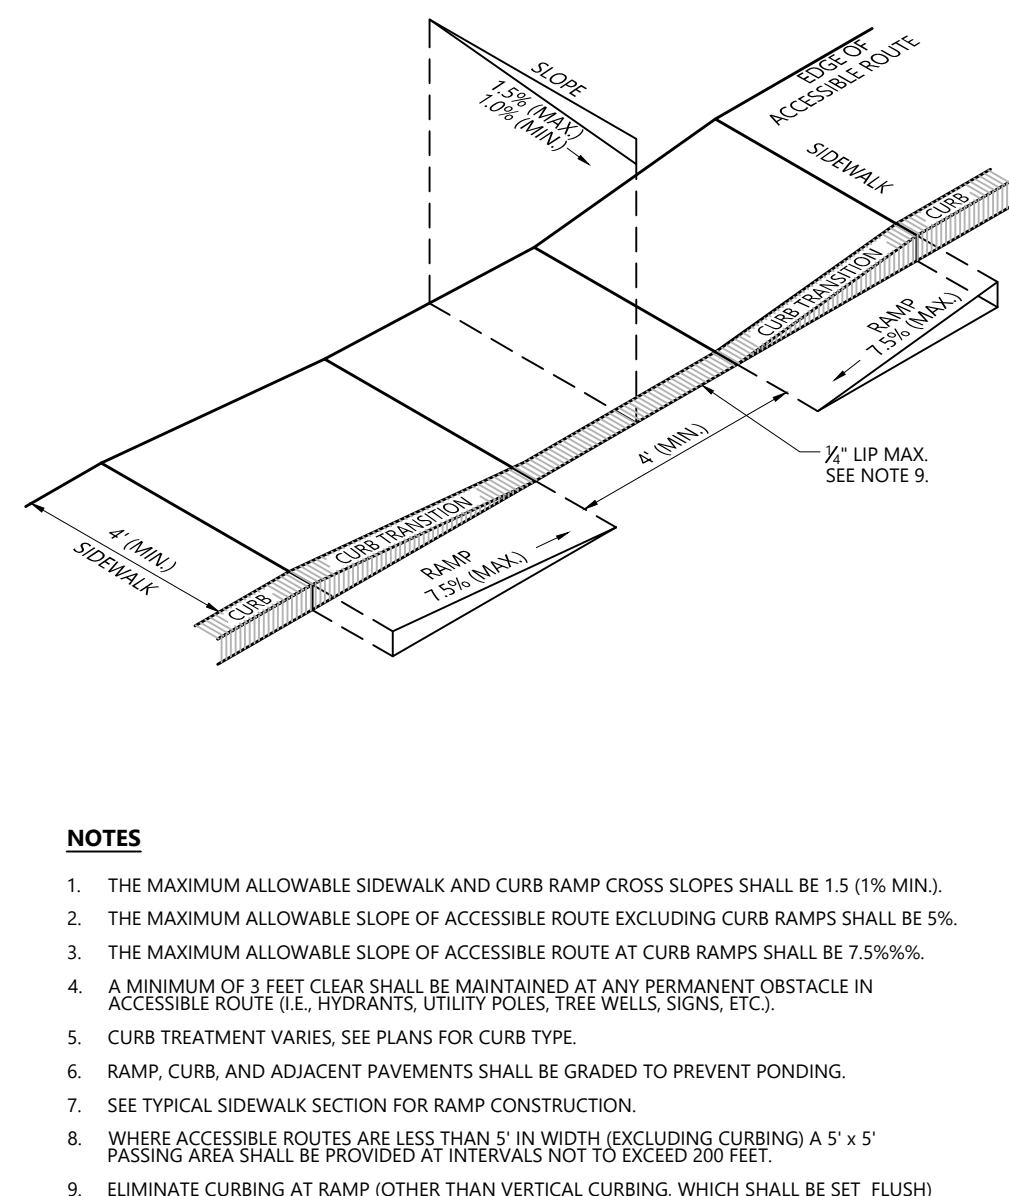 SLOPE
1.5% (MAX.)
1.0% (MIN.)
EDGE OF
ACCESSIBLE ROUTE
SIDEWALK
CURB
CURB TRANSITION
RAMP
7.5% (MAX.)
4' (MIN.)
1/4" LIP MAX.
SEE NOTE 9.
CURB TRANSITION
RAMP
7.5% (MAX.)
4' (MIN.)
SIDEWALK
CURB
NOTES
1. THE MAXIMUM ALLOWABLE SIDEWALK AND CURB RAMP CROSS SLOPES SHALL BE 1.5 (1% MIN.).
2. THE MAXIMUM ALLOWABLE SLOPE OF ACCESSIBLE ROUTE EXCLUDING CURB RAMPS SHALL BE 5%.
3. THE MAXIMUM ALLOWABLE SLOPE OF ACCESSIBLE ROUTE AT CURB RAMPS SHALL BE 7.5%%%.
4. A MINIMUM OF 3 FEET CLEAR SHALL BE MAINTAINED AT ANY PERMANENT OBSTACLE IN
ACCESSIBLE ROUTE (I.E., HYDRANTS, UTILITY POLES, TREE WELLS, SIGNS, ETC.).
5. CURB TREATMENT VARIES, SEE PLANS FOR CURB TYPE.
6. RAMP, CURB, AND ADJACENT PAVEMENTS SHALL BE GRADED TO PREVENT PONDING.
7. SEE TYPICAL SIDEWALK SECTION FOR RAMP CONSTRUCTION.
8. WHERE ACCESSIBLE ROUTES ARE LESS THAN 5' IN WIDTH (EXCLUDING CURBING) A 5' x 5'
PASSING AREA SHALL BE PROVIDED AT INTERVALS NOT TO EXCEED 200 FEET.
9. ELIMINATE CURBING AT RAMP (OTHER THAN VERTICAL CURBING, WHICH SHALL BE SET FLUSH)